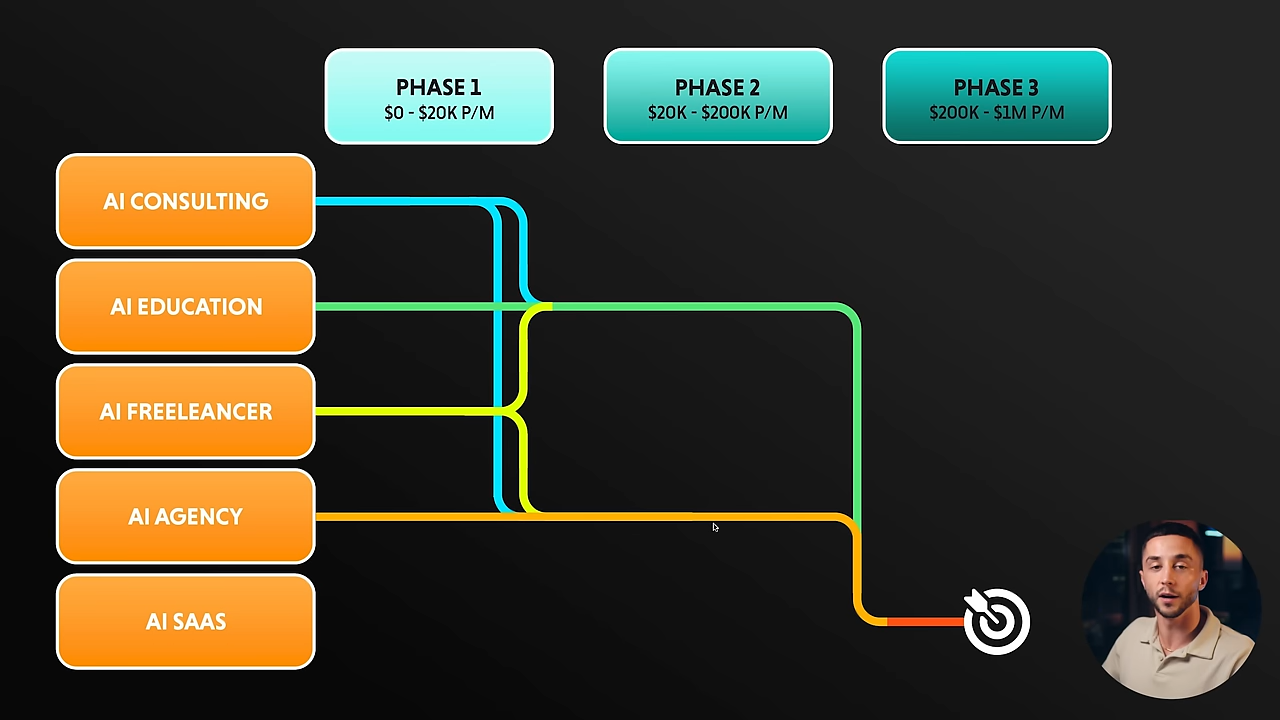 PHASE 1
$0 - $20K P/M
PHASE 2
$20K - $200K P/M
PHASE 3
$200K - $1M P/M
AI CONSULTING
AI EDUCATION
AI FREELEANCER
AI AGENCY
AI SAAS